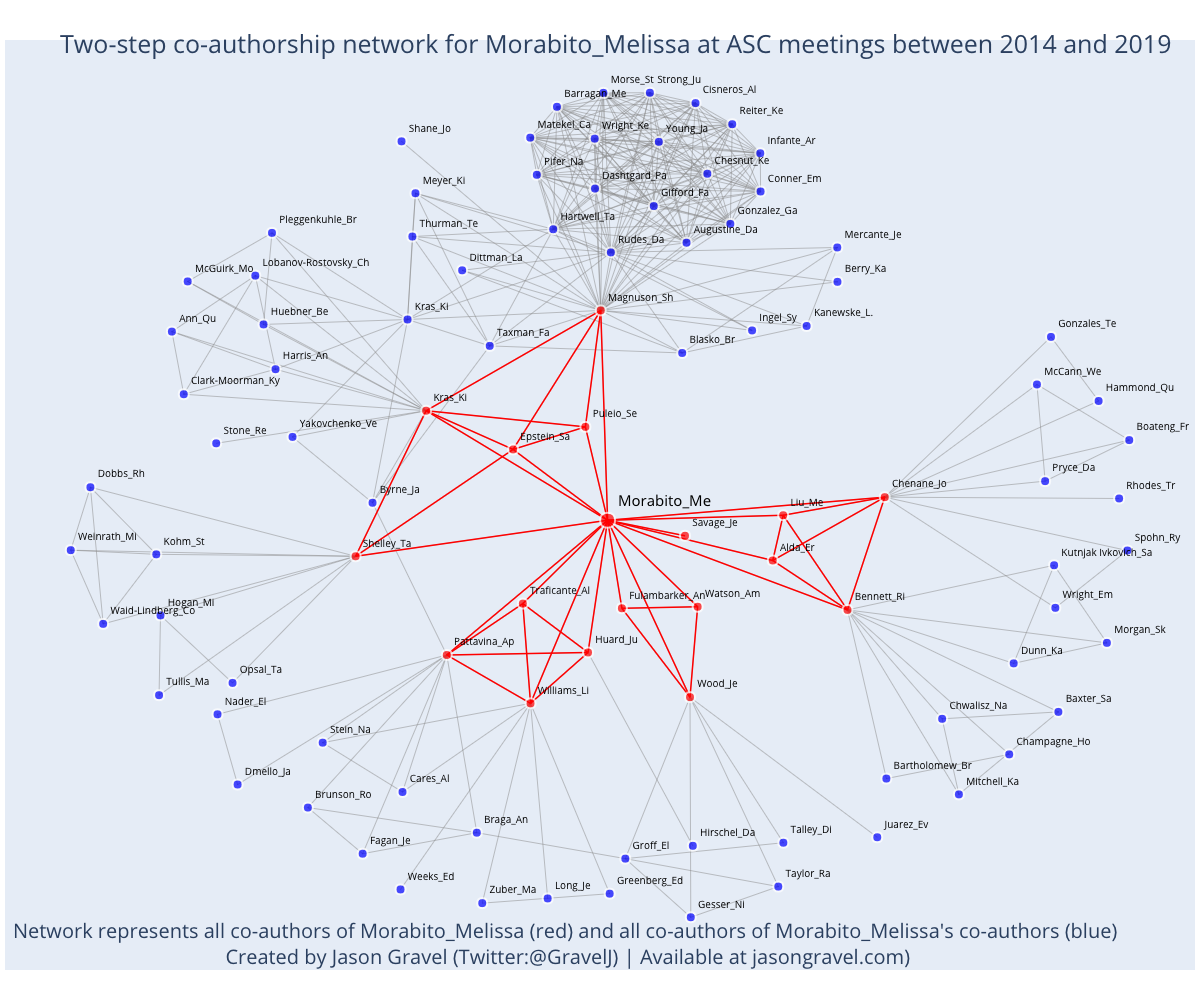 Two-step co-authorship network for Morabito_Melissa at ASC meetings between 2014 and 2019
Morse_St
Strong_Ju
Cisneros_Al
Barragan_Me
Reiter_Ke
Matekel_Ca
Wright_Ke
Young_Ja
Shane_Jo
Infante_Ar
Pifer_Na
Chesnut_Ke
Dashtgard_Pa
Conner_Em
Meyer_Ki
Gifford_Fa
Gonzalez_Ga
Hartwell_Ta
Pleggenkuhle_Br
Thurman_Te
Augustine_Da
Rudes_Da
Mercante_Je
Dittman_La
Lobanov-Rostovsky_Ch
McGuirk_Mo
Berry_Ka
Magnuson_Sh
Kras_Ki
Huebner_Be
Ann_Qu
Ingel_Sy
Kanewske_L.
Taxman_Fa
Blasko_Br
Gonzales_Te
Harris_An
McCann_We
Clark-Moorman_Ky
Hammond_Qu
Kras_Ki
Puleio_Se
Yakovchenko_Ve
Stone_Re
Epstein_Sa
Boateng_Fr
Pryce_Da
Dobbs_Rh
Chenane_Jo
Rhodes_Tr
Byrne_Ja
Morabito_Me
Liu_Me
Savage_Je
Weinrath_Mi
Kohm_St
Spohn_Ry
Shelley_Ta
Alda_Er
Kutnjak Ivkovich_Sa
Traficante_Al
Fulambarker_An
Watson_Am
Bennett_Ri
Wright_Em
Hogan_Mi
Waid-Lindberg_Co
Morgan_Sk
Pattavina_Ap
Huard_Ju
Dunn_Ka
Opsal_Ta
Tullis_Ma
Williams_Li
Wood_Je
Nader_El
Baxter_Sa
Chwalisz_Na
Stein_Na
Champagne_Ho
Dmello_Ja
Bartholomew_Br
Cares_Al
Mitchell_Ka
Brunson_Ro
Braga_An
Juarez_Ev
Hirschel_Da
Talley_Di
Fagan_Je
Groff_El
Weeks_Ed
Taylor_Ra
Zuber_Ma
Long_Je
Greenberg_Ed
Gesser_Ni
Network represents all co-authors of Morabito_Melissa (red) and all co-authors of Morabito_Melissa's co-authors (blue)
Created by Jason Gravel (Twitter:@GravelJ) | Available at jasongravel.com)